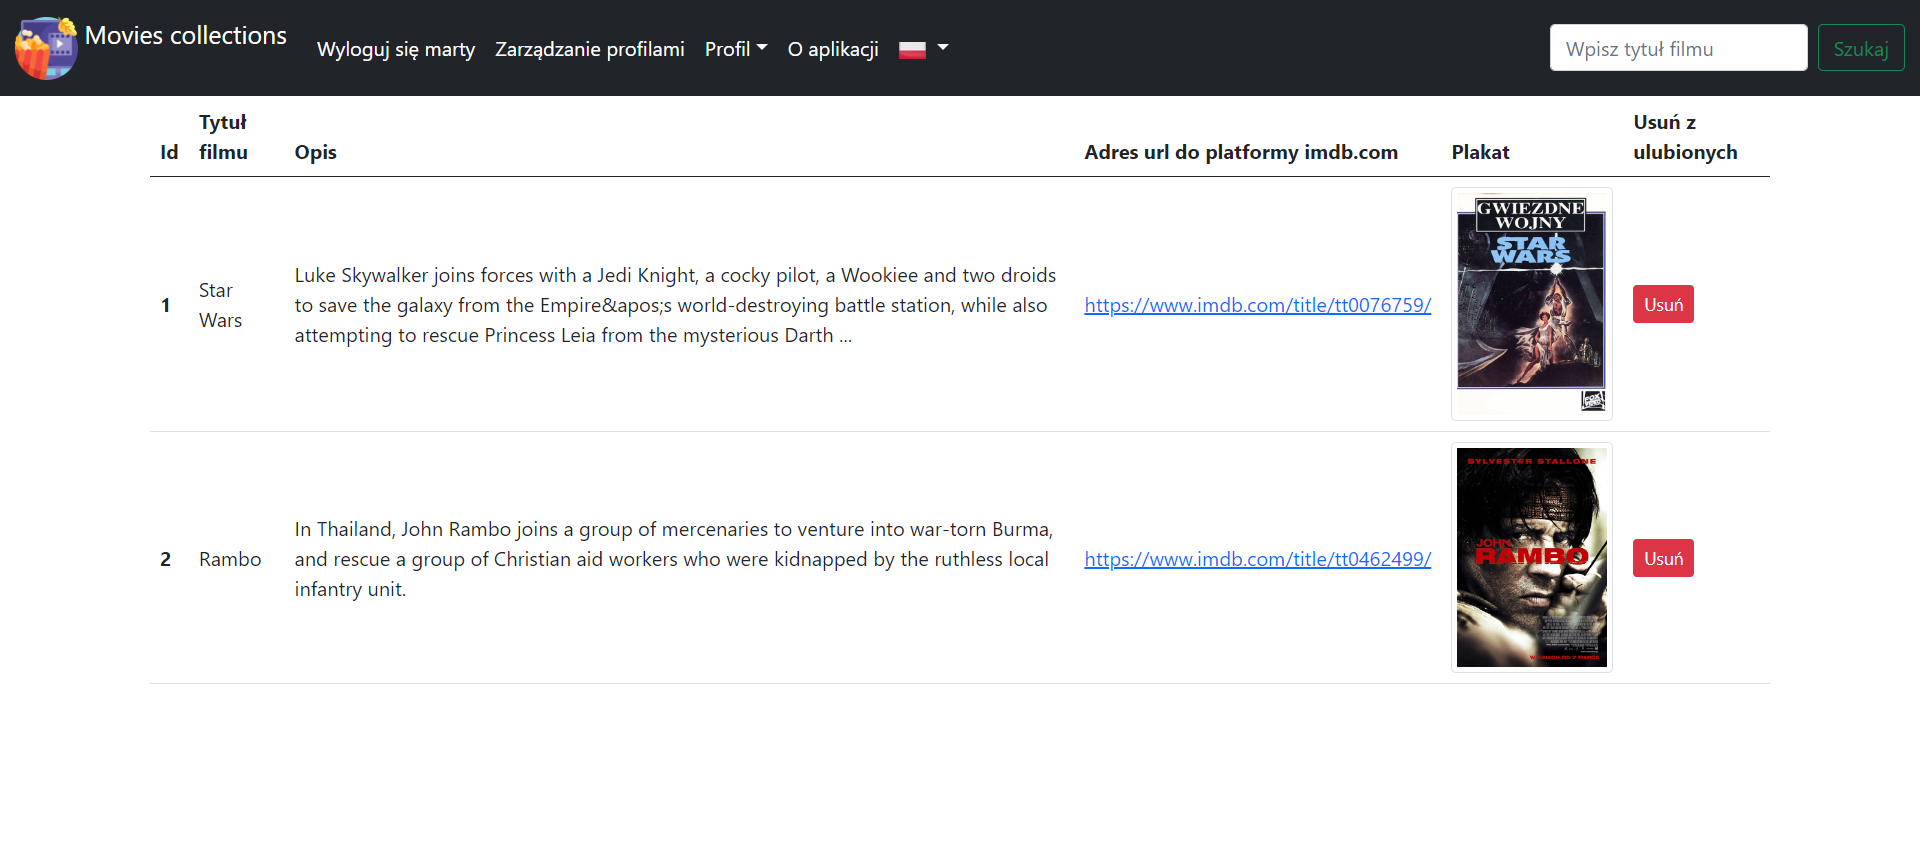 Movies collections
Wyloguj się marty
Zarządzanie profilami
Profil
O aplikacji
Wpisz tytuł filmu
Szukaj
Id
Tytuł
filmu
Opis
Adres url do platformy imdb.com
Plakat
Usuń z
ulubionych
1
Star
Wars
Luke Skywalker joins forces with a Jedi Knight, a cocky pilot, a Wookiee and two droids
to save the galaxy from the Empire&apos;s world-destroying battle station, while also
attempting to rescue Princess Leia from the mysterious Darth ...
https://www.imdb.com/title/tt0076759/
GWIEZDNE
WOJNY
STAR
WARS
Usuń
2
Rambo
In Thailand, John Rambo joins a group of mercenaries to venture into war-torn Burma,
and rescue a group of Christian aid workers who were kidnapped by the ruthless local
infantry unit.
https://www.imdb.com/title/tt0462499/
SYLVESTER STALLONE
JOHN
RAMBO
Usuń